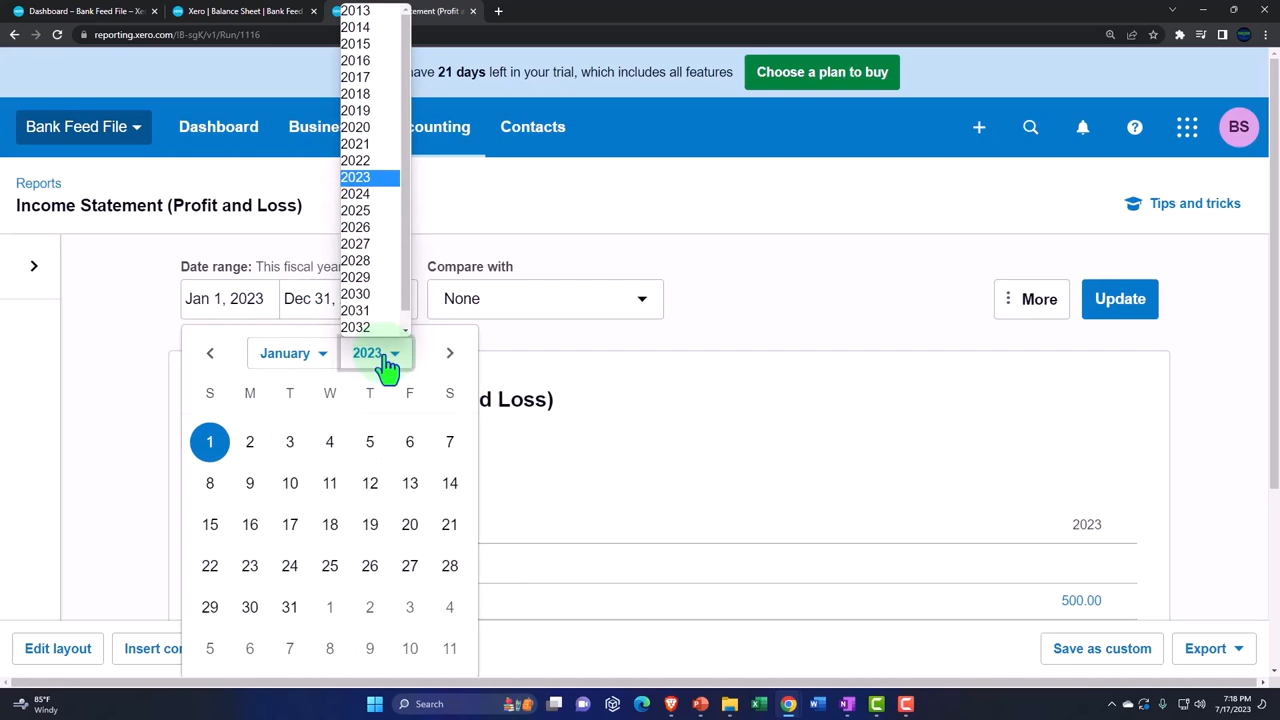 Dashboard – Bank Feed File
Xero | Balance Sheet | Bank Feed
tement (Profit
reporting.xero.com/!B-sgK/v1/Run/1116
have 21 days left in your trial, which includes all features
Choose a plan to buy
Bank Feed File
Dashboard
Busine
counting
Contacts
BS
Reports
Income Statement (Profit and Loss)
Tips and tricks
Date range: This fiscal year
Compare with
Jan 1, 2023
Dec 31,
None
More
Update
2013
2014
2015
2016
2017
2018
2019
2020
2021
2022
2023
2024
2025
2026
2027
2028
2029
2030
2031
2032
January
2023
S M T W T F S
1 2 3 4 5 6 7
8 9 10 11 12 13 14
15 16 17 18 19 20 21
22 23 24 25 26 27 28
29 30 31 1 2 3 4
5 6 7 8 9 10 11
d Loss)
2023
500.00
Edit layout
Insert co
Save as custom
Export
85°F
Windy
Search
7:18 PM
7/17/2023